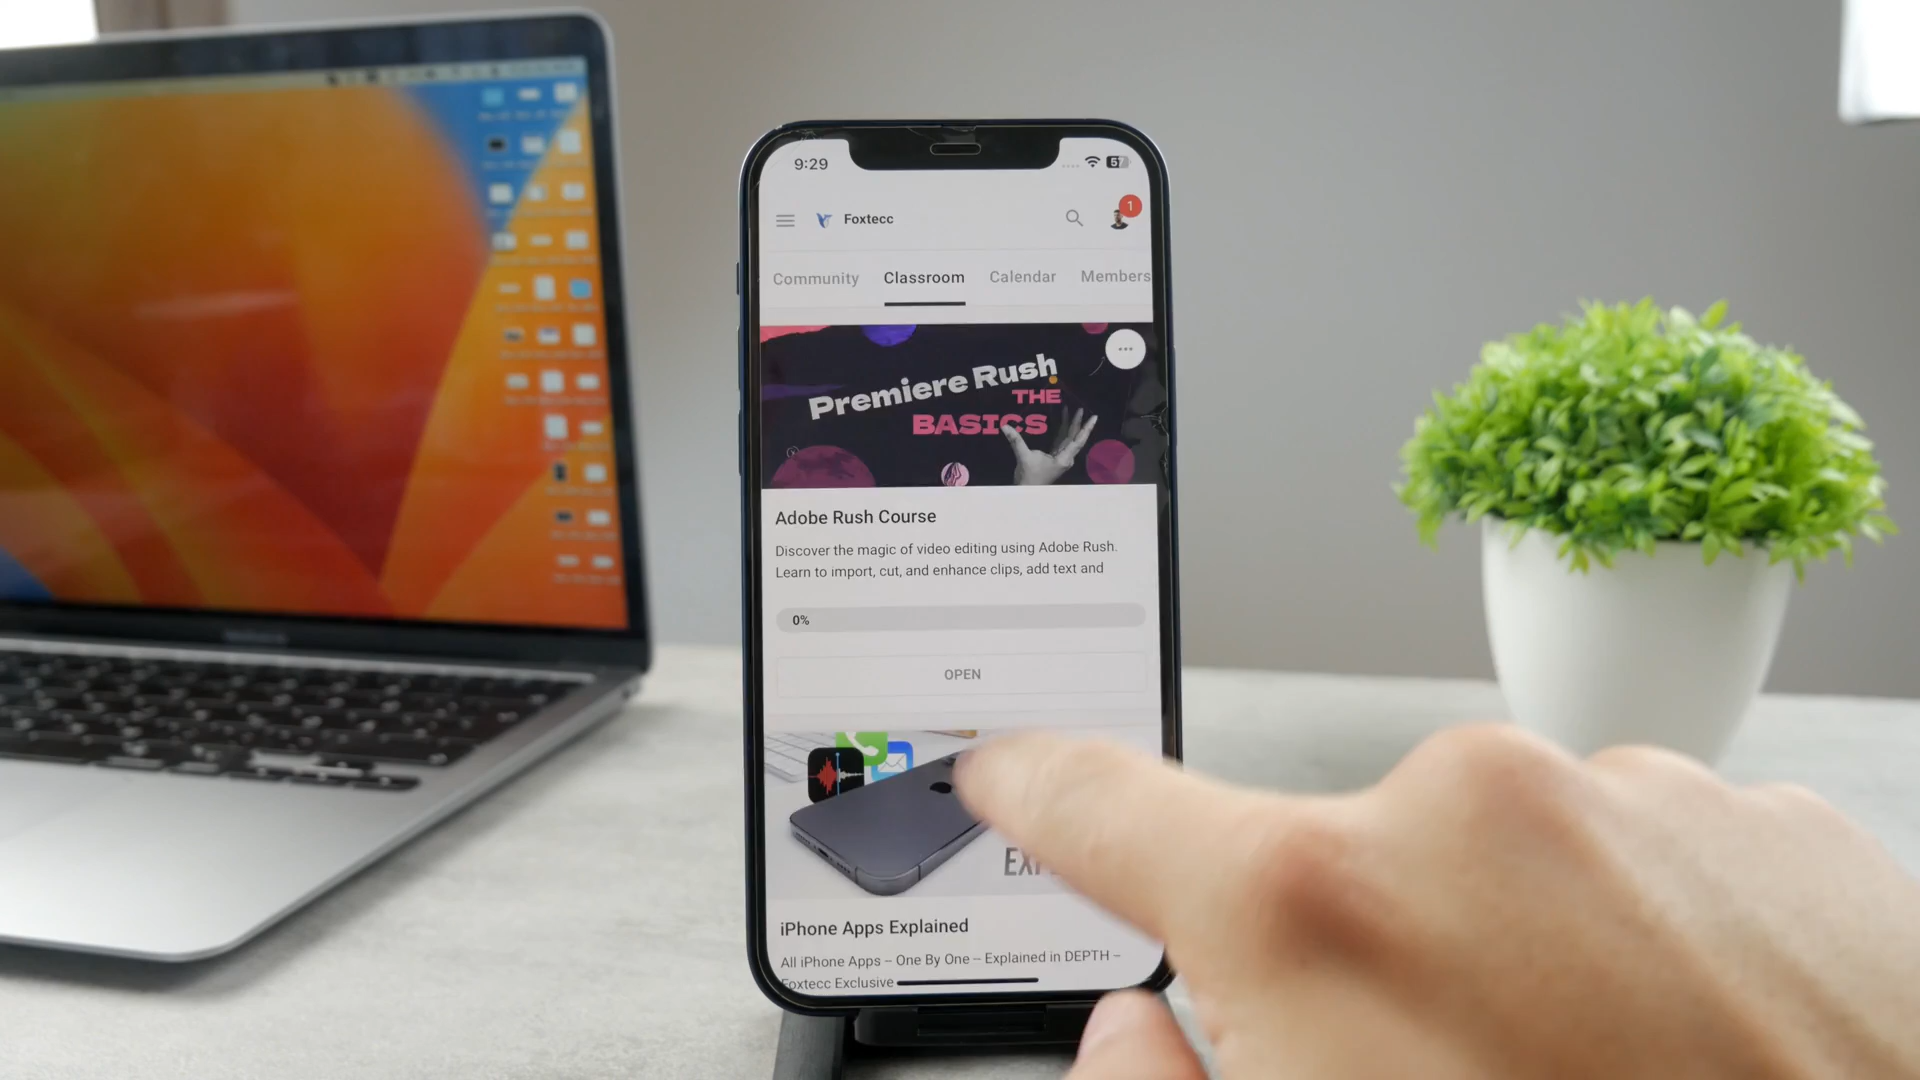 9:29
57
1
Foxtecc
Community Classroom Calendar Members
Premiere Rush
THE
BASICS
Adobe Rush Course
Discover the magic of video editing using Adobe Rush.
Learn to import, cut, and enhance clips, add text and
0%
OPEN
iPhone Apps Explained
All iPhone Apps – One By One – Explained in DEPTH –
Foxtecc Exclusive